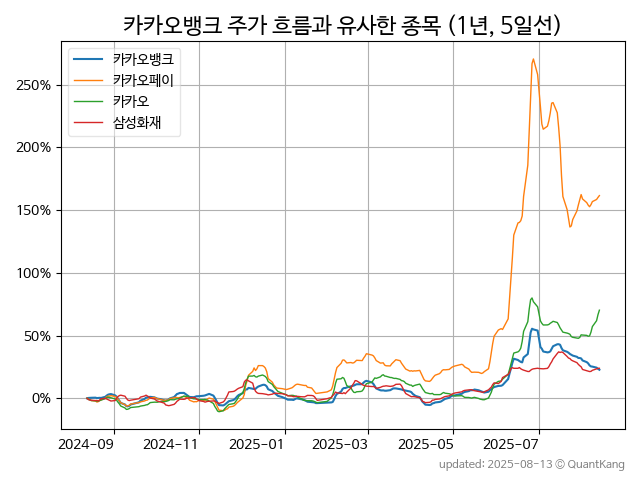 카카오뱅크 주가 흐름과 유사한 종목 (1년, 5일선)
카카오뱅크
카카오페이
카카오
삼성화재
250%
200%
150%
100%
50%
0%
2024-09 2024-11 2025-01 2025-03 2025-05 2025-07
updated: 2025-08-13 © QuantKang